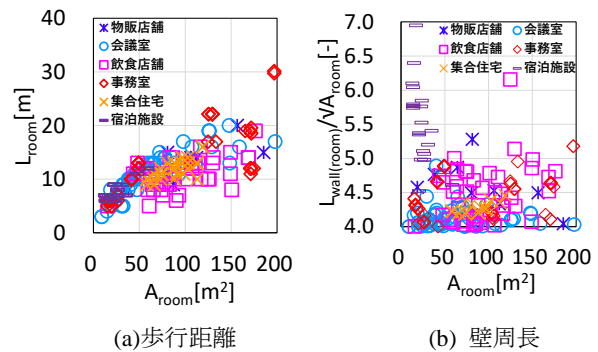 40
30
20
10
0
L_room[m]
物販店舗
会議室
飲食店舗
事務室
集合住宅
宿泊施設
0 50 100 150 200
A_room[m²]
(a)歩行距離
7.0
6.5
6.0
5.5
5.0
4.5
4.0
L_wall(room)/√A_room[-]
物販店舗 会議室
飲食店舗 事務室
集合住宅 宿泊施設
0 50 100 150 200
A_room[m²]
(b) 壁周長